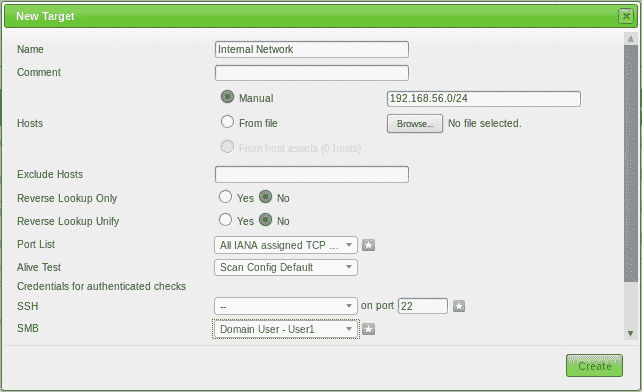 New Target
Name Internal Network
Comment
Manual 192.168.56.0/24
Hosts From file Browse... No file selected.
From host assets (0 hosts)
Exclude Hosts
Reverse Lookup Only Yes No
Reverse Lookup Unify Yes No
Port List All IANA assigned TCP ...
Alive Test Scan Config Default
Credentials for authenticated checks
SSH -- on port 22
SMB Domain User - User1
Create